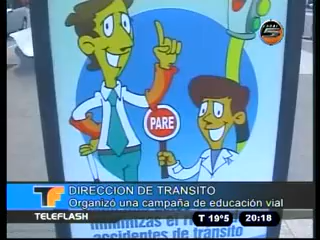 PARE
DIRECCION DE TRANSITO
Organizó una campaña de educación vial
TELEFLASH
T 19°5
20:18
accidentes de tránsito